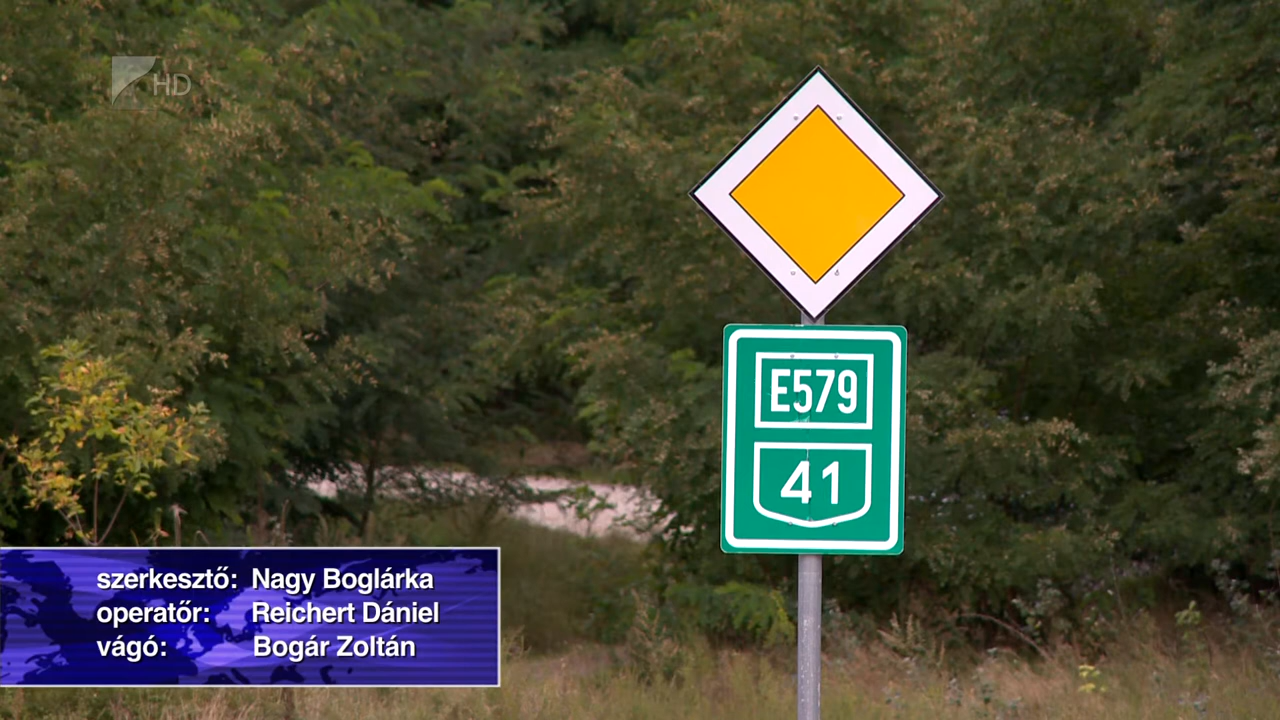 HD
E579
41
szerkesztő: Nagy Boglárka
operatőr: Reichert Dániel
vágó: Bogár Zoltán